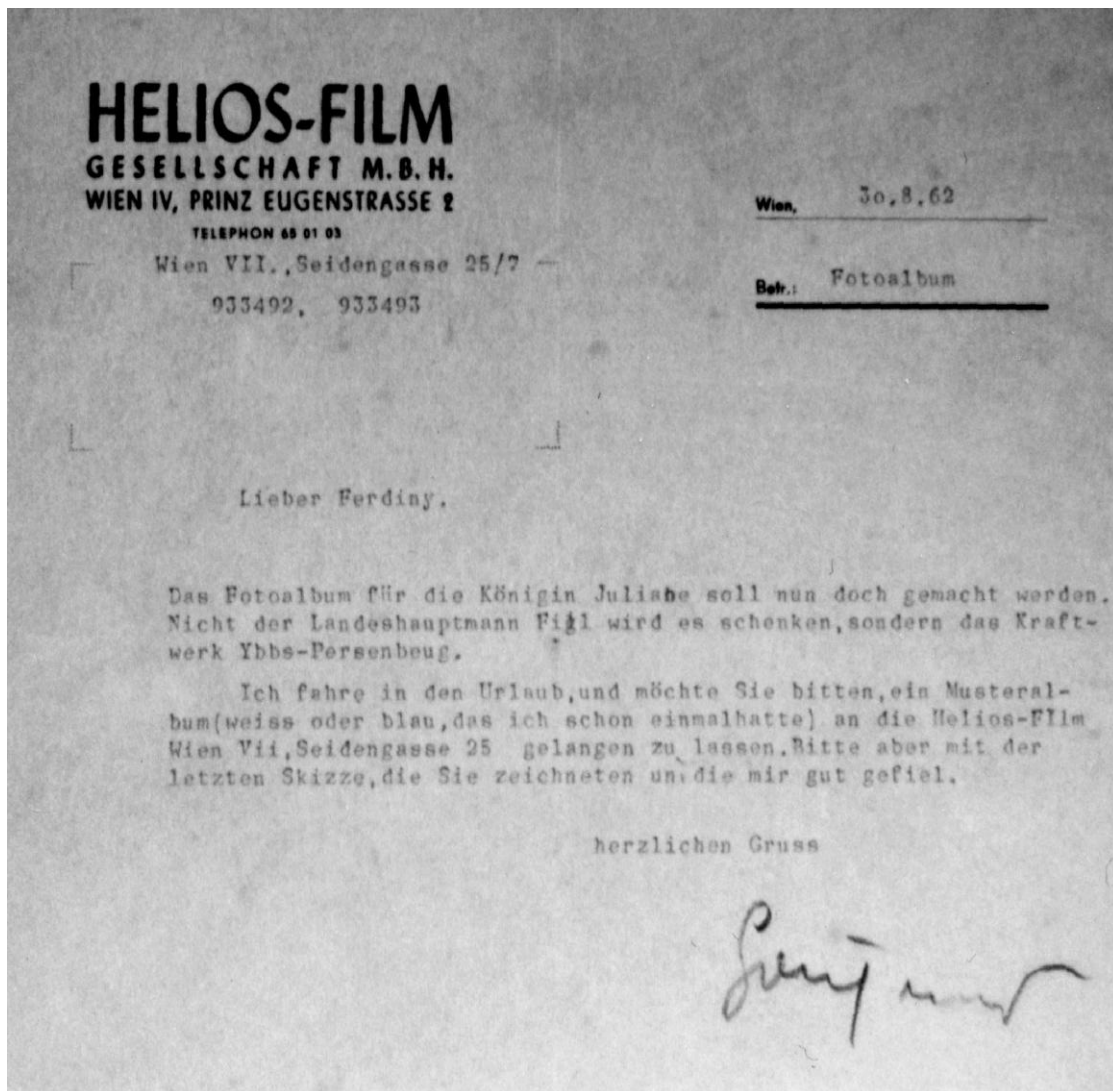 HELIOS-FILM
GESELLSCHAFT M.B.H.
WIEN IV, PRINZ EUGENSTRASSE 2
TELEPHON 65 01 03
Wien VII.,Seidengasse 25/7
933492, 933493
Wien, 3o.8.62
Betr.: Fotoalbum
Lieber Ferdiny.
Das Fotoalbum für die Königin Juliabe soll nun doch gemacht werden.
Nicht der Landeshauptmann Figl wird es schenken,sondern das Kraft-
werk Ybbs-Persenbeug.
Ich fahre in den Urlaub,und möchte Sie bitten,ein Musteral-
bum(weiss oder blau,das ich schon einmalhatte) an die Helios-FIlm
Wien Vii,Seidengasse 25 gelangen zu lassen.Bitte aber mit der
letzten Skizze,die Sie zeichneten un die mir gut gefiel.
herzlichen Gruss